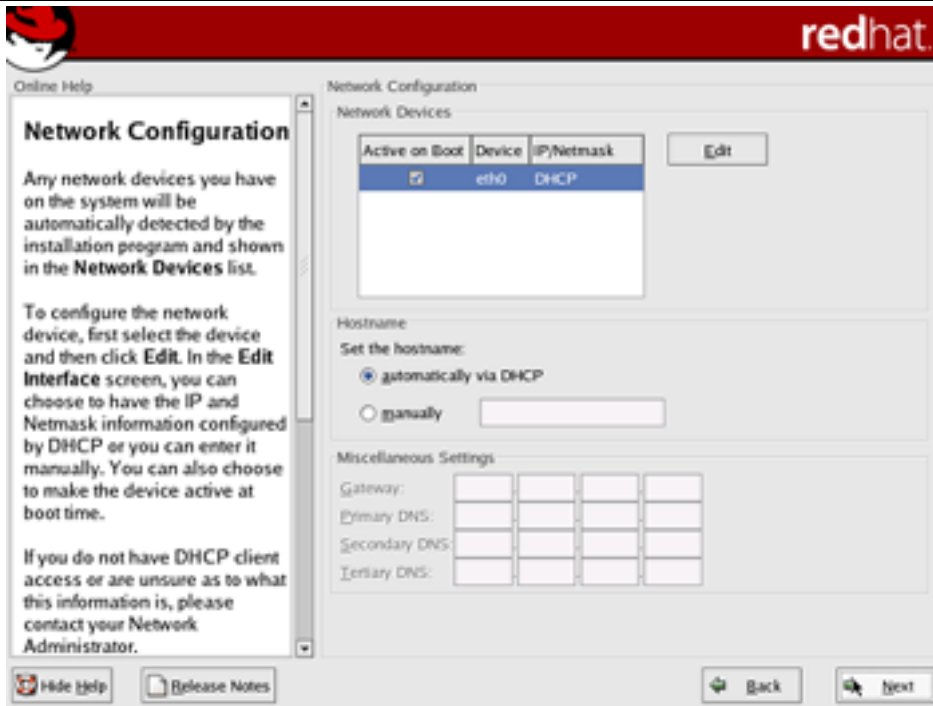 redhat.
Online Help
Network Configuration
Any network devices you have
on the system will be
automatically detected by the
installation program and shown
in the Network Devices list.
To configure the network
device, first select the device
and then click Edit. In the Edit
Interface screen, you can
choose to have the IP and
Netmask information configured
by DHCP or you can enter it
manually. You can also choose
to make the device active at
boot time.
If you do not have DHCP client
access or are unsure as to what
this information is, please
contact your Network
Administrator.
Network Configuration
Network Devices
Active on Boot Device IP/Netmask
eth0 DHCP
Edit
Hostname
Set the hostname:
automatically via DHCP
manually
Miscellaneous Settings
Gateway:
Primary DNS:
Secondary DNS:
Tertiary DNS:
Hide Help
Release Notes
Back
Next